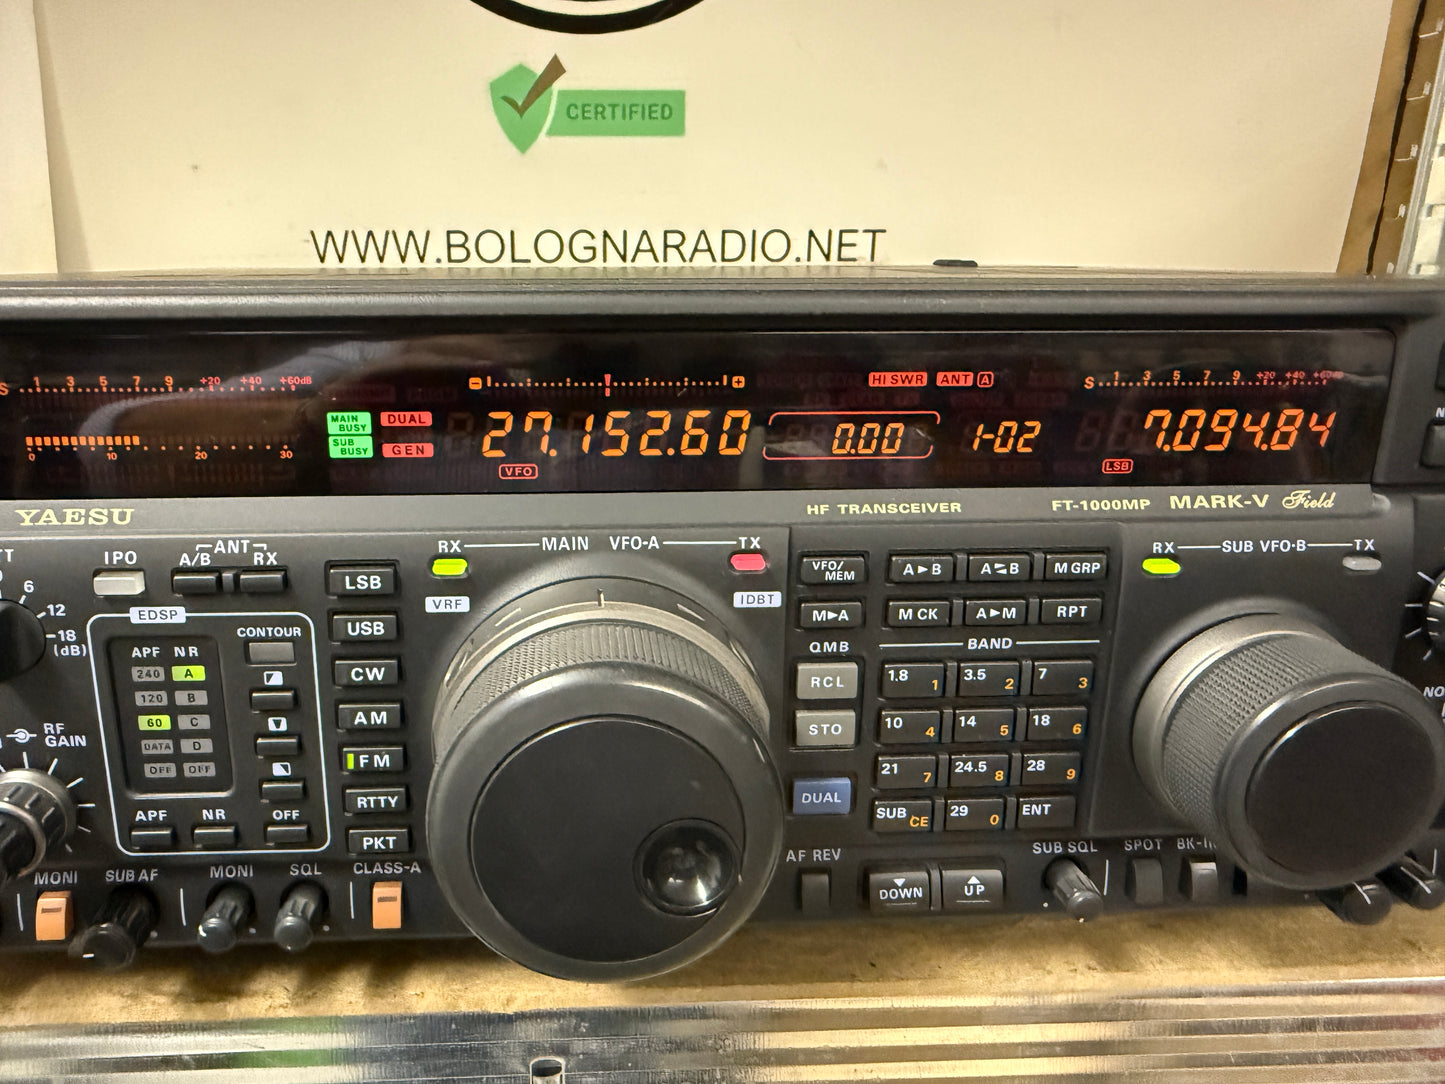 CERTIFIED
WWW.BOLOGNARADIO.NET
S 1 3 5 7 9 +20 +40 +60dB
HI SWR ANT A
S 1 3 5 7 9 +20 +40 +60dB
MAIN BUSY DUAL
SUB BUSY GEN
27.152.60 0.00 1-02 7.094.84
0 10 20 30
VFO LSB
YAESU HF TRANSCEIVER FT-1000MP MARK-V Field
IPO ANT A/B RX
RX MAIN VFO-A TX
RX SUB VFO-B TX
6
12
18
(dB)
EDSP
CONTOUR
APF NR
240 A
120 B
60 C
DATA D
OFF OFF
APF NR OFF
RF GAIN
LSB
USB
CW
AM
FM
RTTY
PKT
VRF IDBT
VFO/MEM A▶B A⇄B M GRP
M▶A M CK A▶M RPT
QMB BAND
RCL 1.8 1 3.5 2 7 3
STO 10 4 14 5 18 6
21 7 24.5 8 28 9
DUAL SUB CE 29 0 ENT
MONI SUB AF MONI SQL CLASS-A
AF REV DOWN UP SUB SQL SPOT